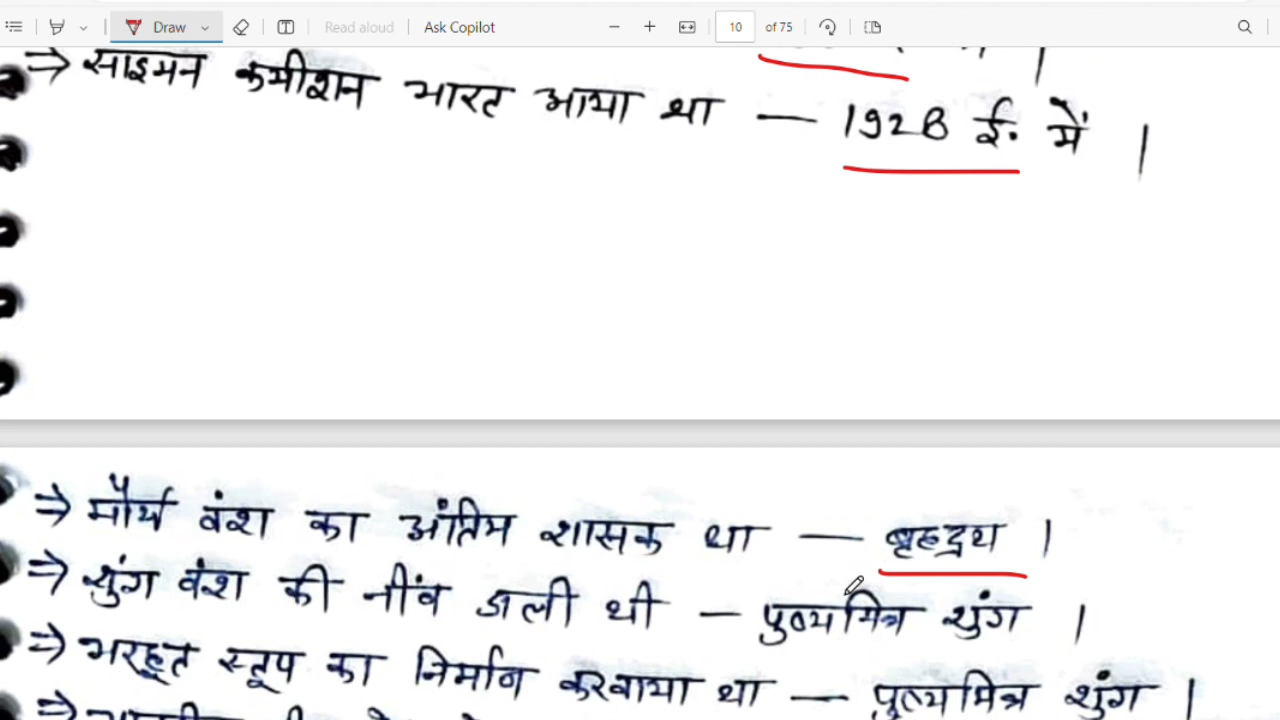 Draw
Read aloud
Ask Copilot
10 of 75
⇒ साइमन कमीशन भारत आया था — 1928 ई. में |
⇒ मौर्य वंश का अंतिम शासक था — बृहद्रथ |
⇒ शुंग वंश की नींव डाली थी — पुष्यमित्र शुंग |
⇒ भरहूत स्तूप का निर्माण करवाया था — पुष्यमित्र शुंग |